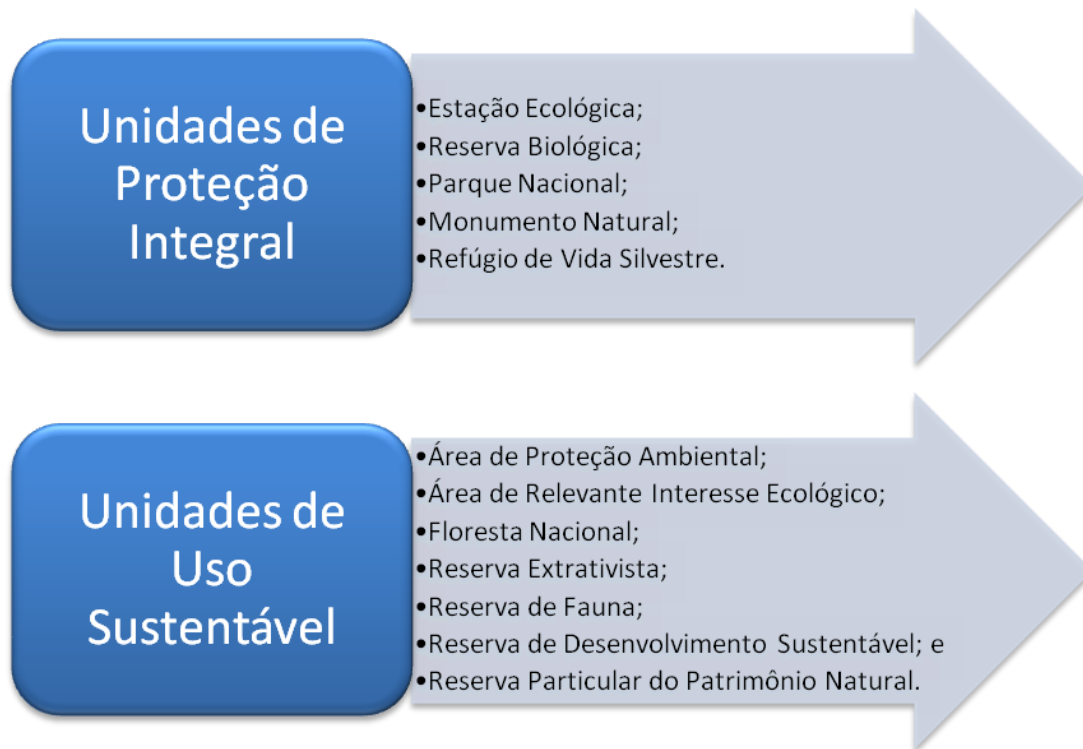 Unidades de
Proteção
Integral
•Estação Ecológica;
•Reserva Biológica;
•Parque Nacional;
•Monumento Natural;
•Refúgio de Vida Silvestre.
Unidades de
Uso
Sustentável
•Área de Proteção Ambiental;
•Área de Relevante Interesse Ecológico;
•Floresta Nacional;
•Reserva Extrativista;
•Reserva de Fauna;
•Reserva de Desenvolvimento Sustentável; e
•Reserva Particular do Patrimônio Natural.